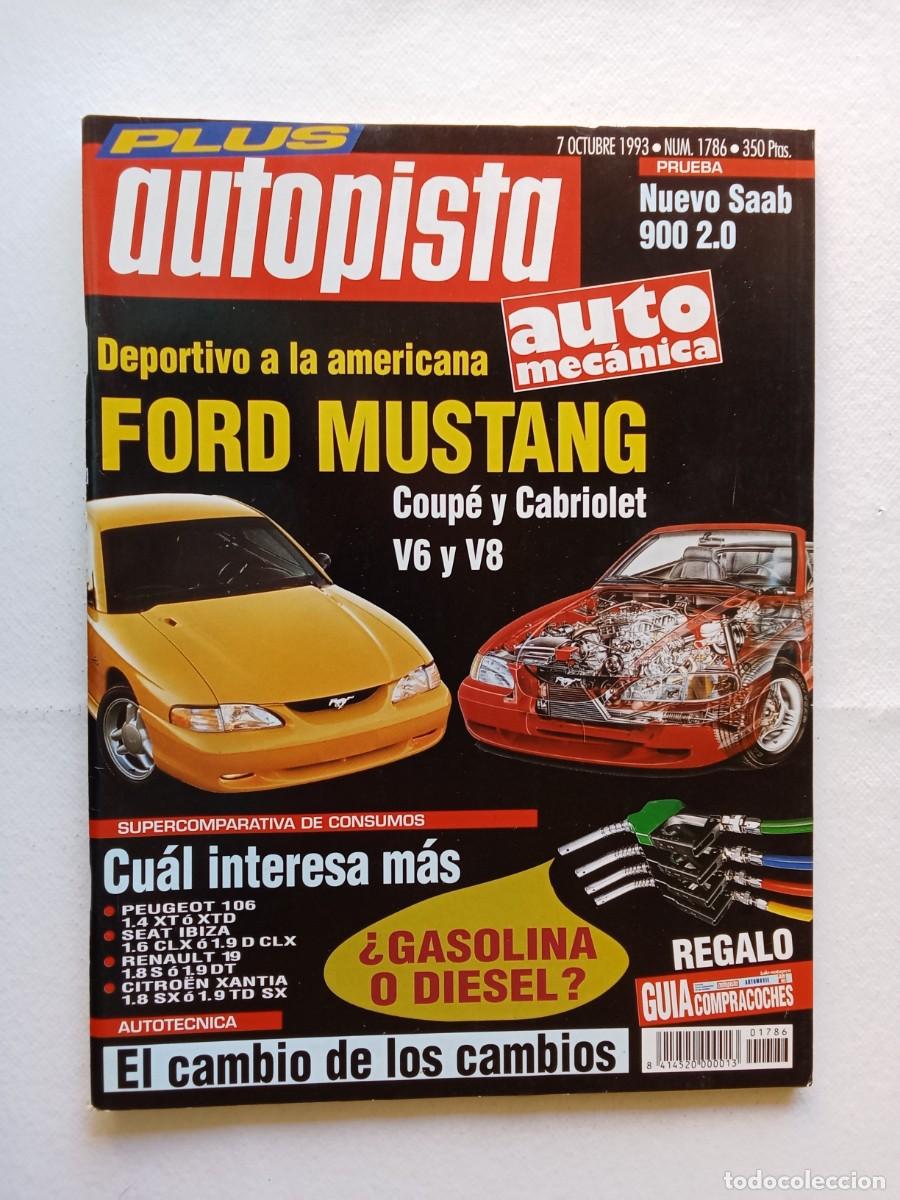 PLUS
7 OCTUBRE 1993 • NUM. 1786 • 350 Ptas.
autopista
PRUEBA
Nuevo Saab
900 2.0
auto
mecánica
Deportivo a la americana
FORD MUSTANG
Coupé y Cabriolet
V6 y V8
SUPERCOMPARATIVA DE CONSUMOS
Cuál interesa más
• PEUGEOT 106
1.4 XT ó XTD
• SEAT IBIZA
1.6 CLX ó 1.9 D CLX
• RENAULT 19
1.8 S ó 1.9 DT
• CITROËN XANTIA
1.8 SX ó 1.9 TD SX
¿GASOLINA
O DIESEL?
REGALO
GUIA COMPRACOCHES
AUTOMOVIL
AUTOTECNICA
El cambio de los cambios
01786
8 414520 000013
todocoleccion